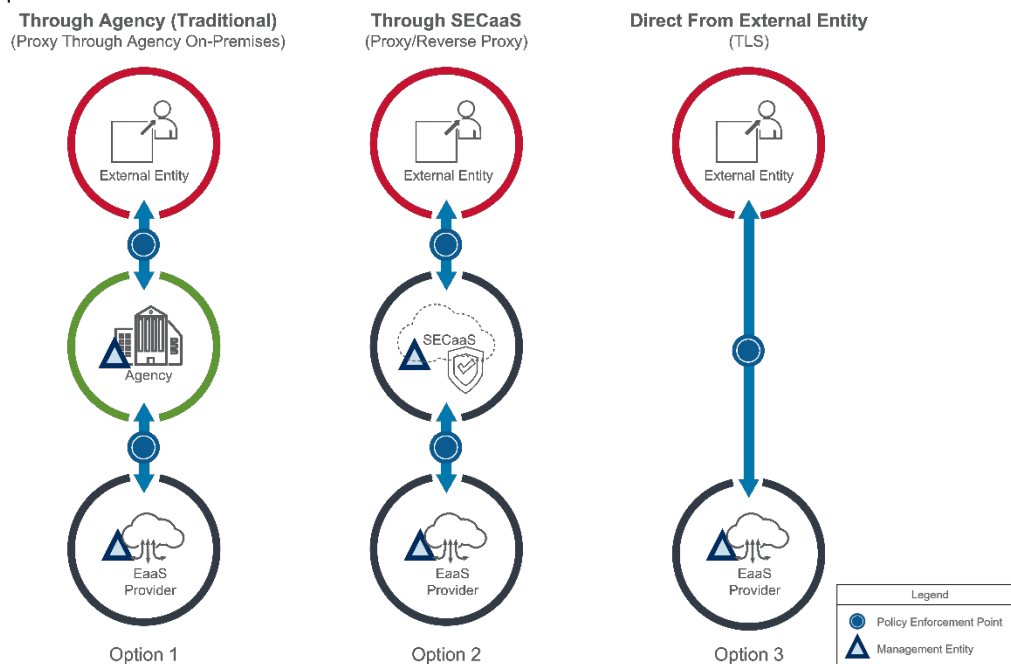 Through Agency (Traditional)
(Proxy Through Agency On-Premises)
External Entity
Agency
EaaS
Provider
Option 1
Through SECaaS
(Proxy/Reverse Proxy)
External Entity
SECaaS
EaaS
Provider
Option 2
Direct From External Entity
(TLS)
External Entity
EaaS
Provider
Option 3
Legend
Policy Enforcement Point
Management Entity